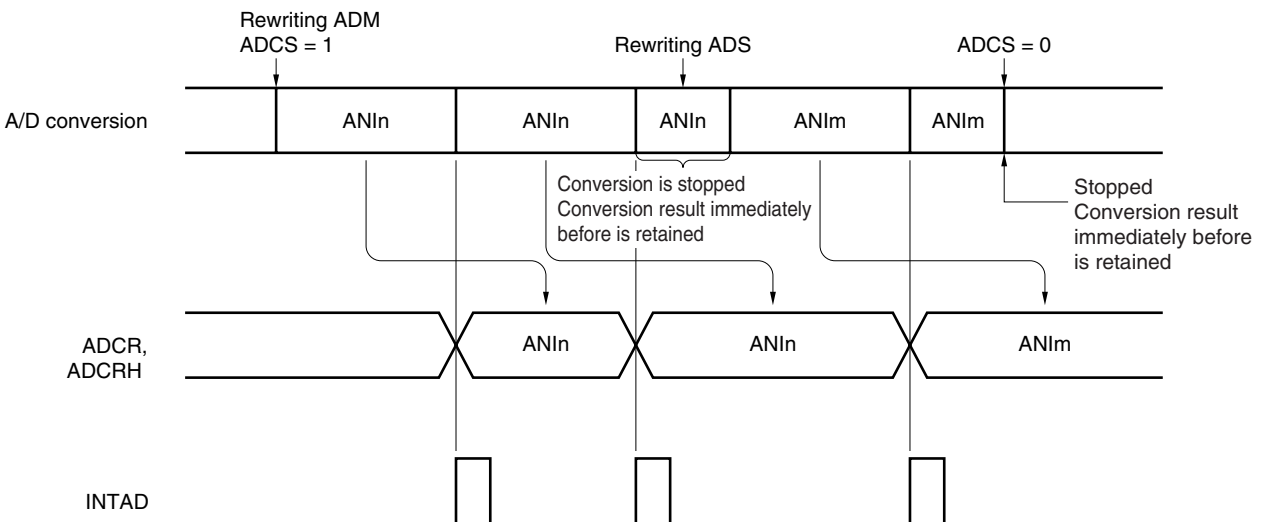 Rewriting ADM
ADCS = 1
Rewriting ADS
ADCS = 0
A/D conversion
ANIn
ANIn
ANIn
ANIm
ANIm
Conversion is stopped
Conversion result immediately
before is retained
Stopped
Conversion result
immediately before
is retained
ADCR,
ADCRH
ANIn
ANIn
ANIm
INTAD